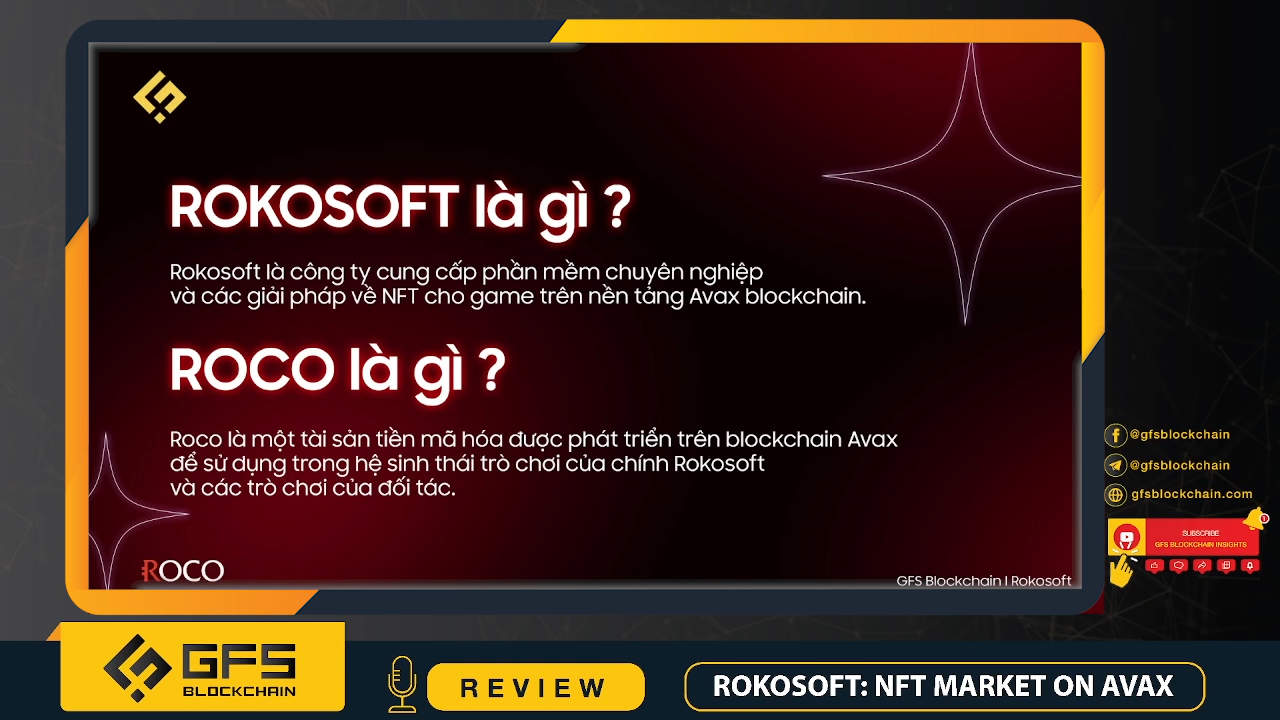 ROKOSOFT là gì ?
Rokosoft là công ty cung cấp phần mềm chuyên nghiệp
và các giải pháp về NFT cho game trên nền tảng Avax blockchain.
ROCO là gì ?
Roco là một tài sản tiền mã hóa được phát triển trên blockchain Avax
để sử dụng trong hệ sinh thái trò chơi của chính Rokosoft
và các trò chơi của đối tác.
ROCO
GFS Blockchain I Rokosoft
@gfsblockchain
@gfsblockchain
gfsblockchain.com
1
SUBSCRIBE
GFS BLOCKCHAIN INSIGHTS
GFS
BLOCKCHAIN
REVIEW
ROKOSOFT: NFT MARKET ON AVAX